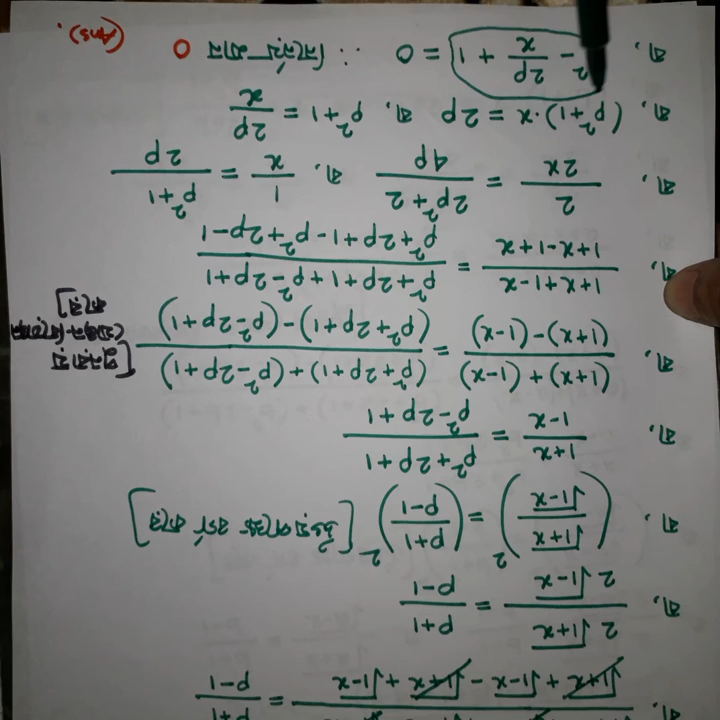 বা, (√1+x + √1-x - √1+x + √1-x) = p+1 / p-1
বা, 2√1+x / 2√1-x = p+1 / p-1
বা, (√1+x / √1-x)² = (p+1 / p-1)² [উভয়পক্ষে বর্গ করে]
বা, 1+x / 1-x = p²+2p+1 / p²-2p+1
বা, (1+x)+(1-x) / (1+x)-(1-x) = (p²+2p+1)+(p²-2p+1) / (p²+2p+1)-(p²-2p+1) [পুনরায় যোজন-বিয়োজন করে]
বা, 1+x+1-x / 1+x-1+x = p²+2p+1+p²-2p+1 / p²+2p+1-p²+2p-1
বা, 2 / 2x = 2p²+2 / 4p বা, 1 / x = p²+1 / 2p
বা, (p²+1)·x = 2p বা, p²+1 = 2p / x
বা, ² - 2p / x + 1 = 0 ∴ নির্ণেয় মান 0 (Ans).